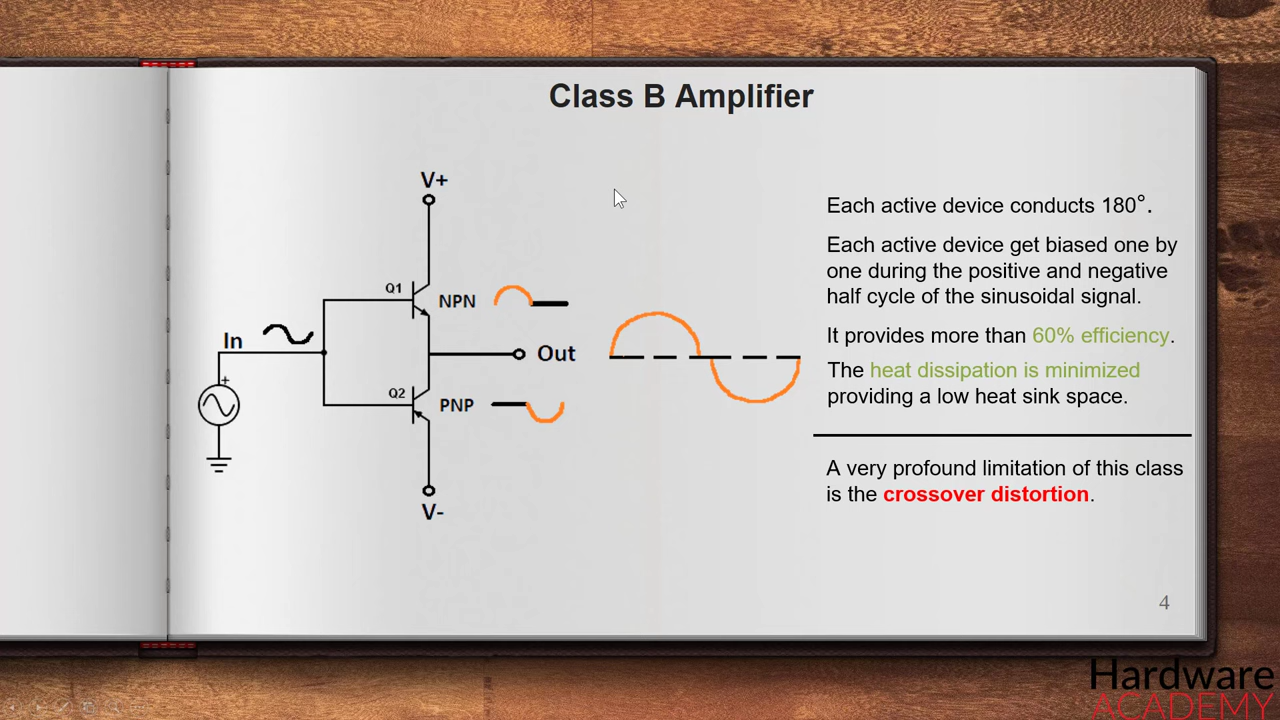 Class B Amplifier
V+
Q1
NPN
In
Out
+
Q2
PNP
V-
Each active device conducts 180°.
Each active device get biased one by
one during the positive and negative
half cycle of the sinusoidal signal.
It provides more than 60% efficiency.
The heat dissipation is minimized
providing a low heat sink space.
A very profound limitation of this class
is the crossover distortion.
4
Hardware
ACADEMY